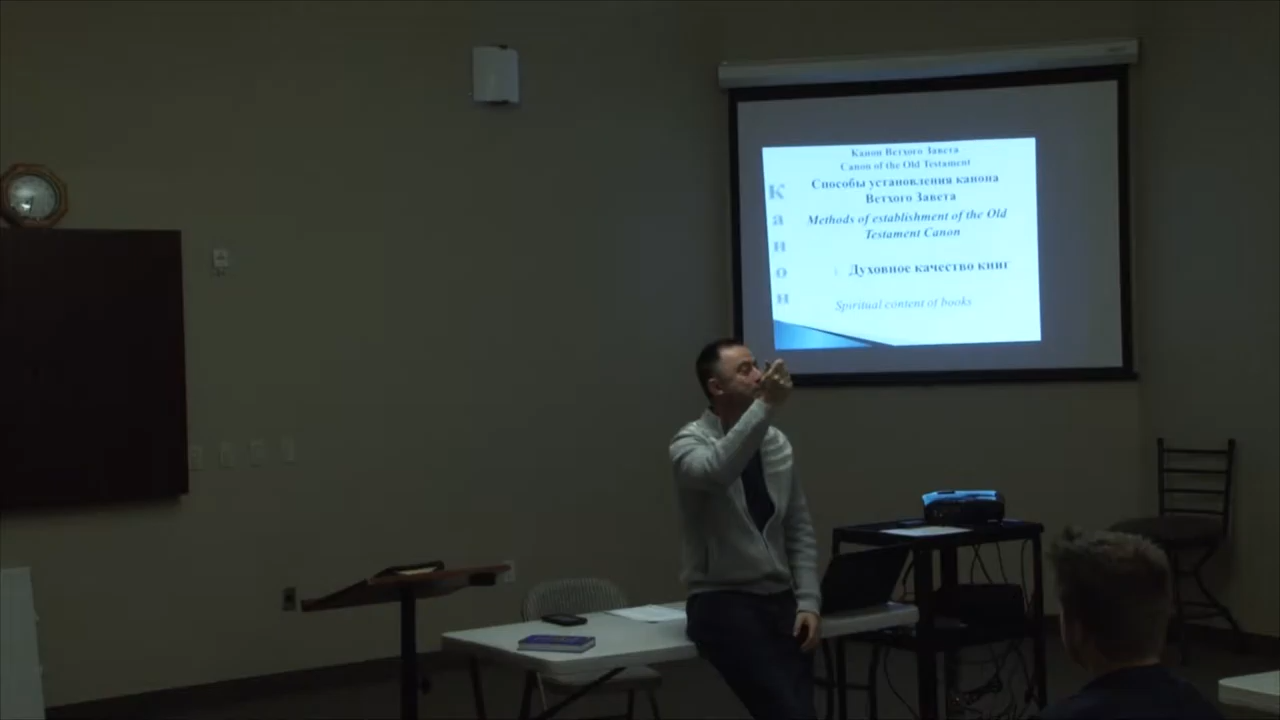 Канон Ветхого Завета
Canon of the Old Testament
Способы установления канона
Ветхого Завета
Methods of establishment of the Old
Testament Canon
Духовное качество книг
Spiritual content of books
К
а
н
о
н